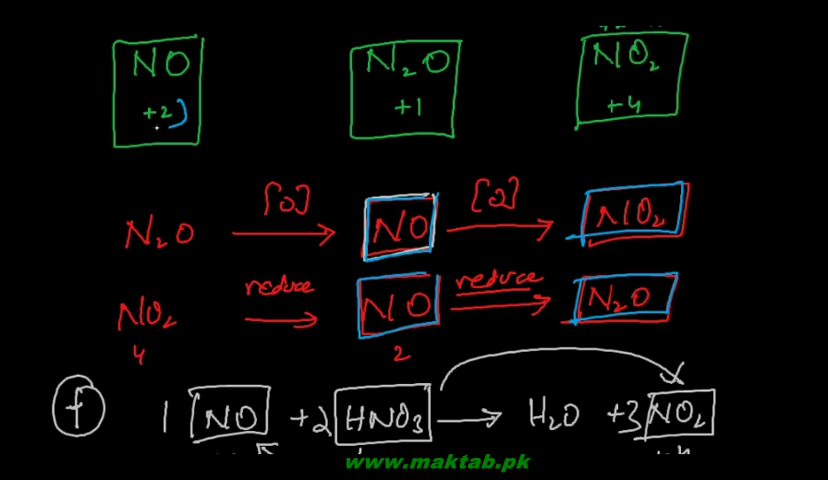 NO N₂O NO₂
+2) +1 +4
N₂O [O] → NO [O] → NO₂
NO₂ reduce → NO reduce → N₂O
4 2
(f) 1 NO + 2 HNO₃ → H₂O + 3 NO₂
www.maktab.pk